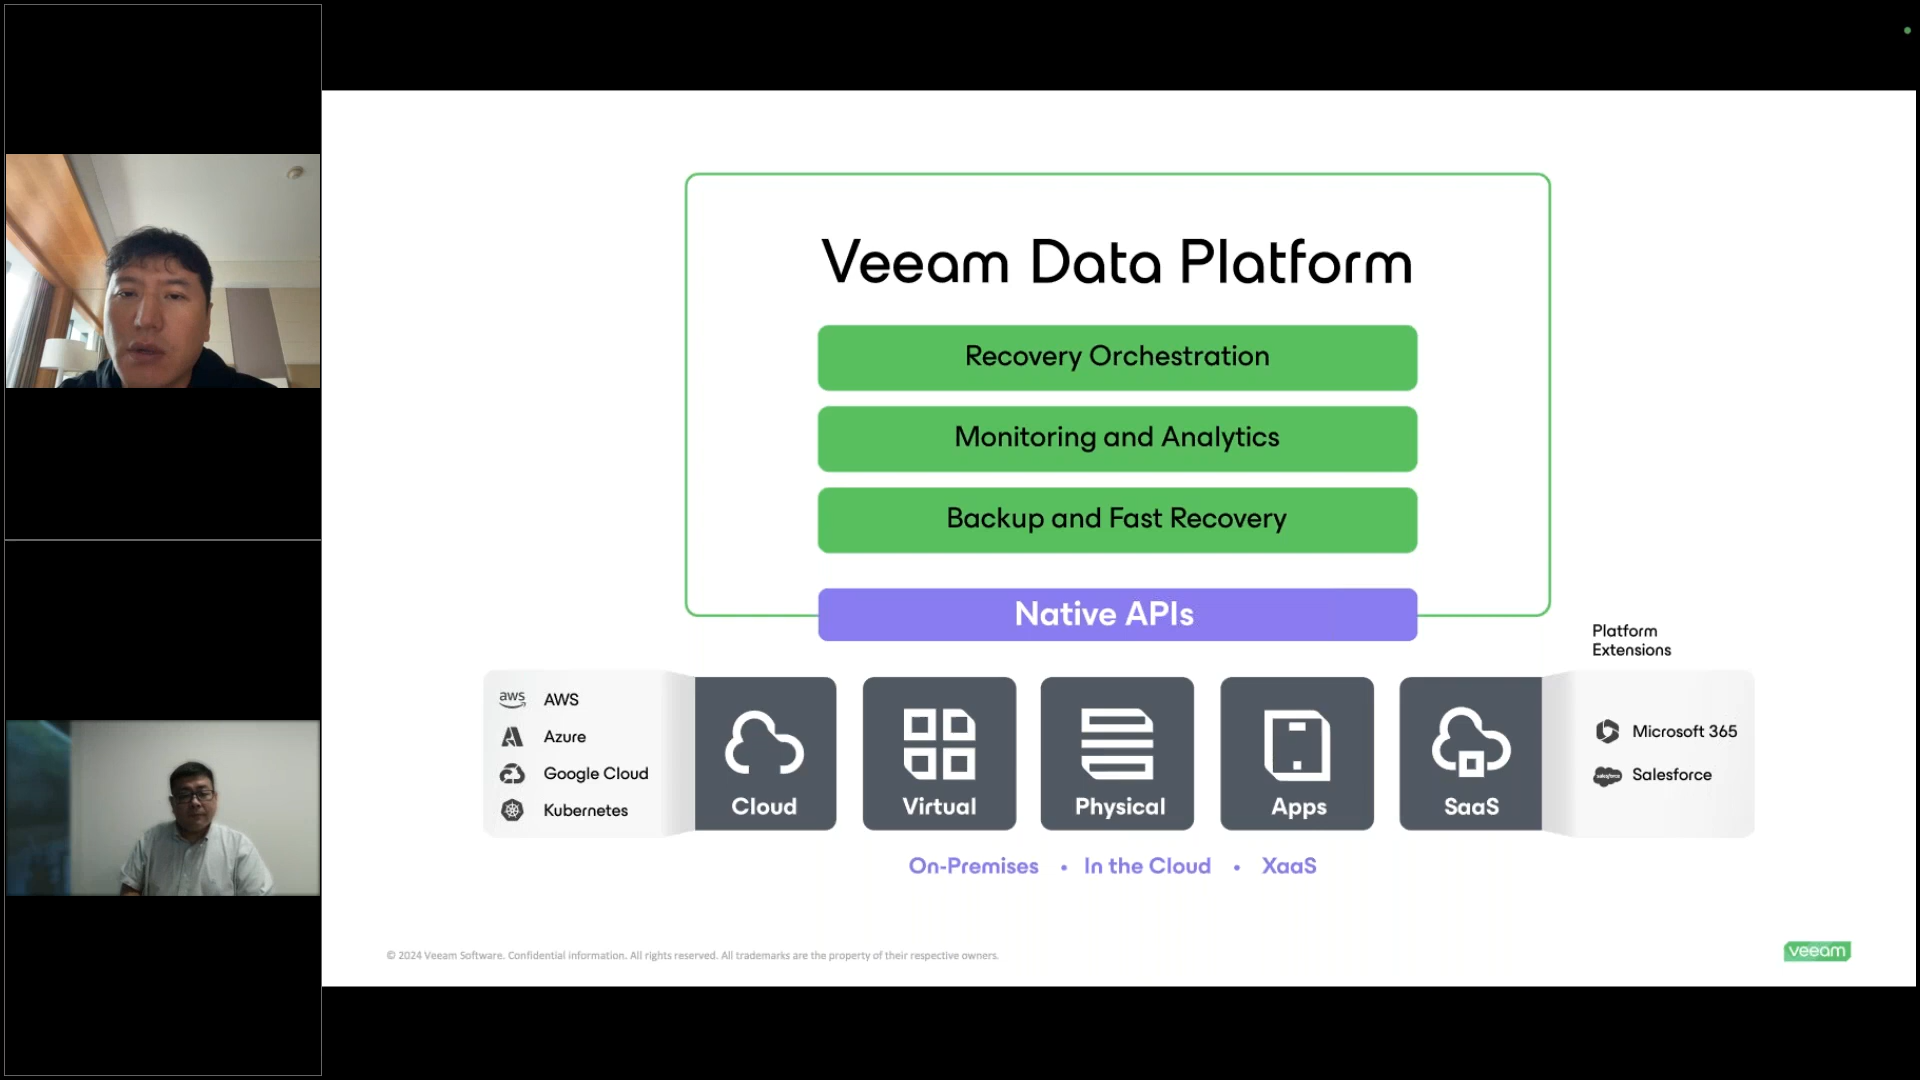 Veeam Data Platform
Recovery Orchestration
Monitoring and Analytics
Backup and Fast Recovery
Native APIs
Platform
Extensions
aws AWS
Azure
Google Cloud
Kubernetes
Cloud
Virtual
Physical
Apps
SaaS
Microsoft 365
salesforce Salesforce
On-Premises • In the Cloud • XaaS
© 2024 Veeam Software. Confidential information. All rights reserved. All trademarks are the property of their respective owners.
veeam